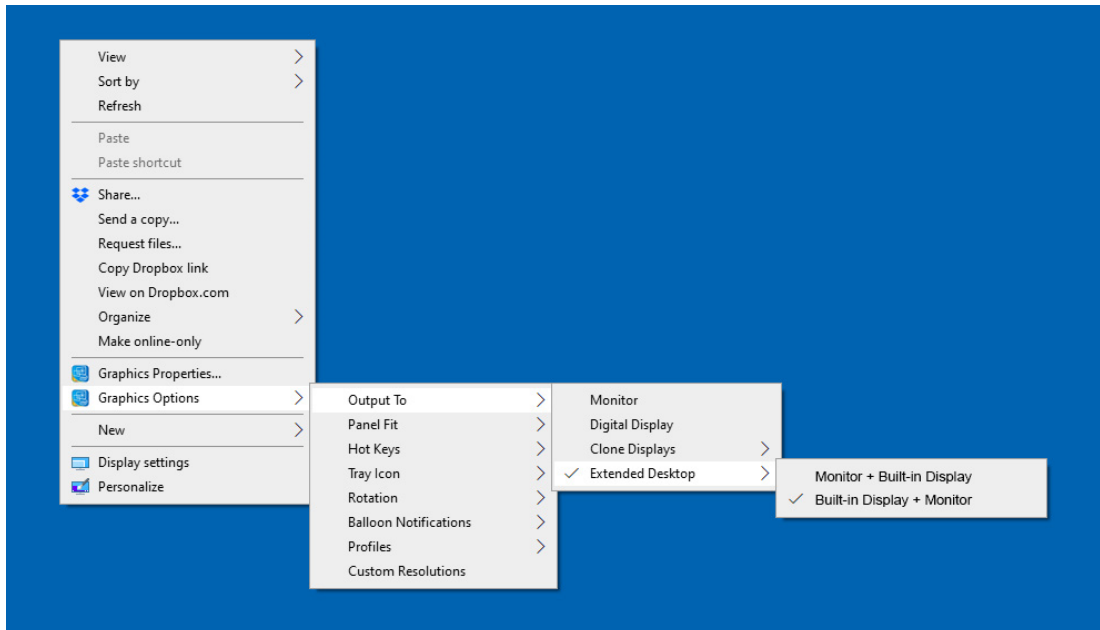 View
Sort by
Refresh
Paste
Paste shortcut
Share...
Send a copy...
Request files...
Copy Dropbox link
View on Dropbox.com
Organize
Make online-only
Graphics Properties...
Graphics Options
New
Display settings
Personalize
Output To
Panel Fit
Hot Keys
Tray Icon
Rotation
Balloon Notifications
Profiles
Custom Resolutions
Monitor
Digital Display
Clone Displays
Extended Desktop
Monitor + Built-in Display
Built-in Display + Monitor